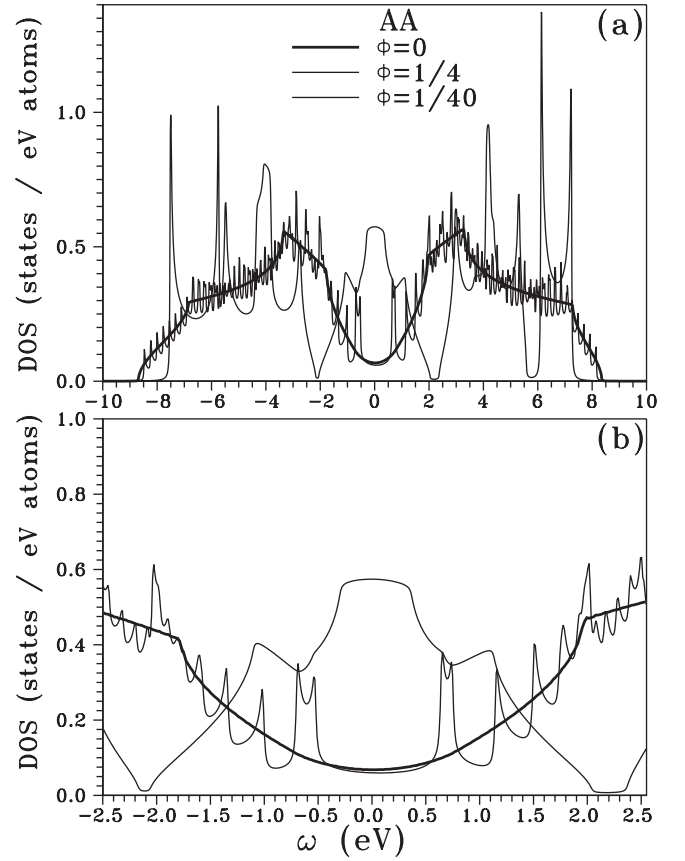 AA
(a)
Φ=0
Φ=1/4
Φ=1/40
DOS (states / eV atoms)
1.0
0.5
0.0
-10 -8 -6 -4 -2 0 2 4 6 8 10
(b)
DOS (states / eV atoms)
1.0
0.8
0.6
0.4
0.2
0.0
-2.5 -2.0 -1.5 -1.0 -0.5 0.0 0.5 1.0 1.5 2.0 2.5
ω (eV)